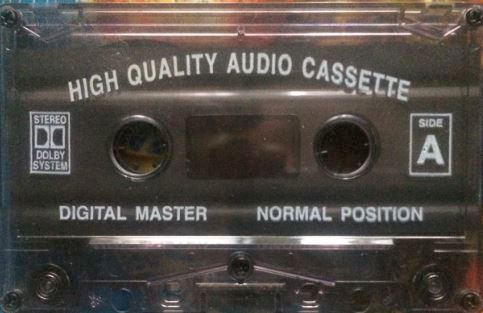 HIGH QUALITY AUDIO CASSETTE
STEREO
DOLBY
SYSTEM
SIDE
A
DIGITAL MASTER
NORMAL POSITION